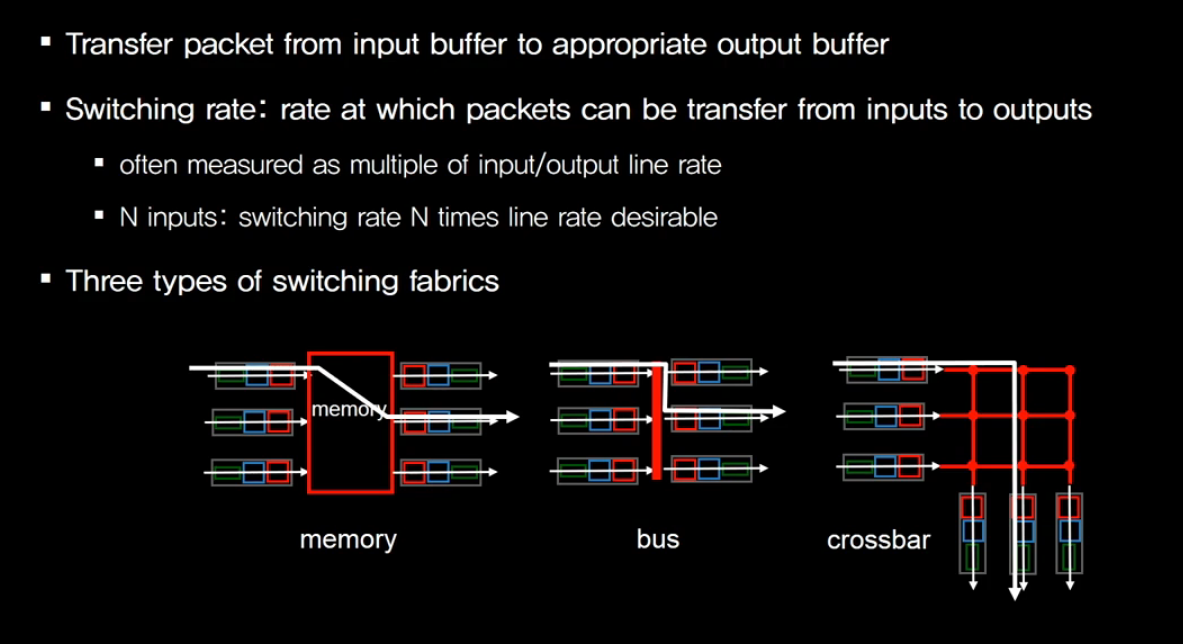 ▪ Transfer packet from input buffer to appropriate output buffer
▪ Switching rate: rate at which packets can be transfer from inputs to outputs
▪ often measured as multiple of input/output line rate
▪ N inputs: switching rate N times line rate desirable
▪ Three types of switching fabrics
memory
memory
bus
crossbar